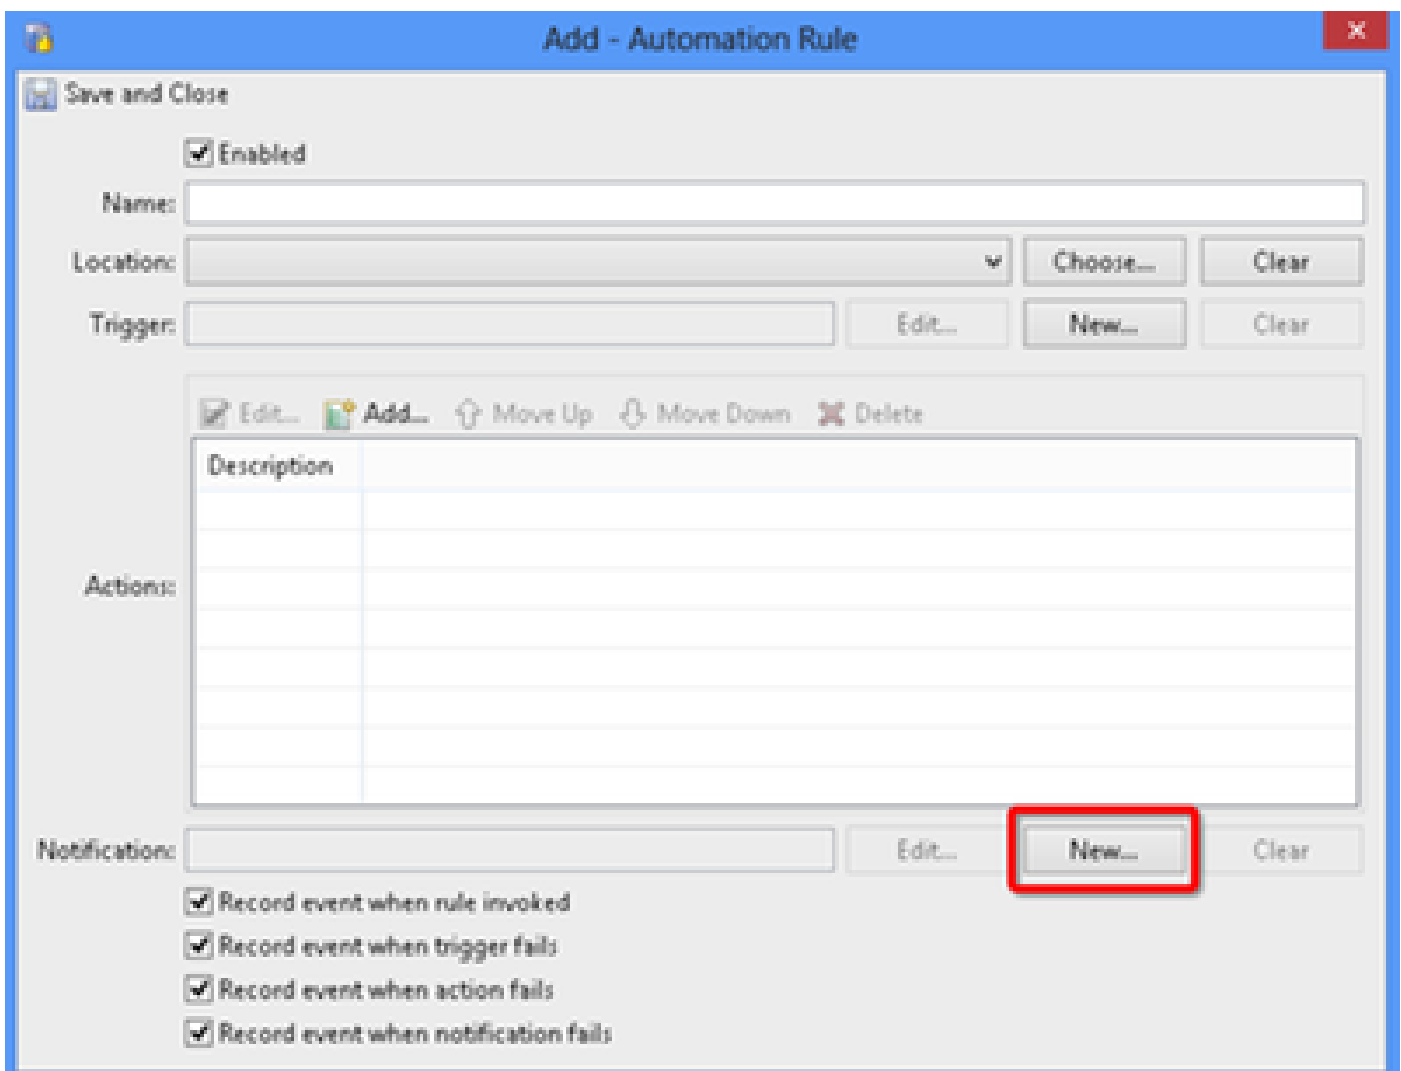 Add - Automation Rule
x
Save and Close
Enabled
Name:
Location: Choose... Clear
Trigger: Edit... New... Clear
Edit... Add... Move Up Move Down Delete
Description
Actions:
Notification: Edit... New... Clear
Record event when rule invoked
Record event when trigger fails
Record event when action fails
Record event when notification fails